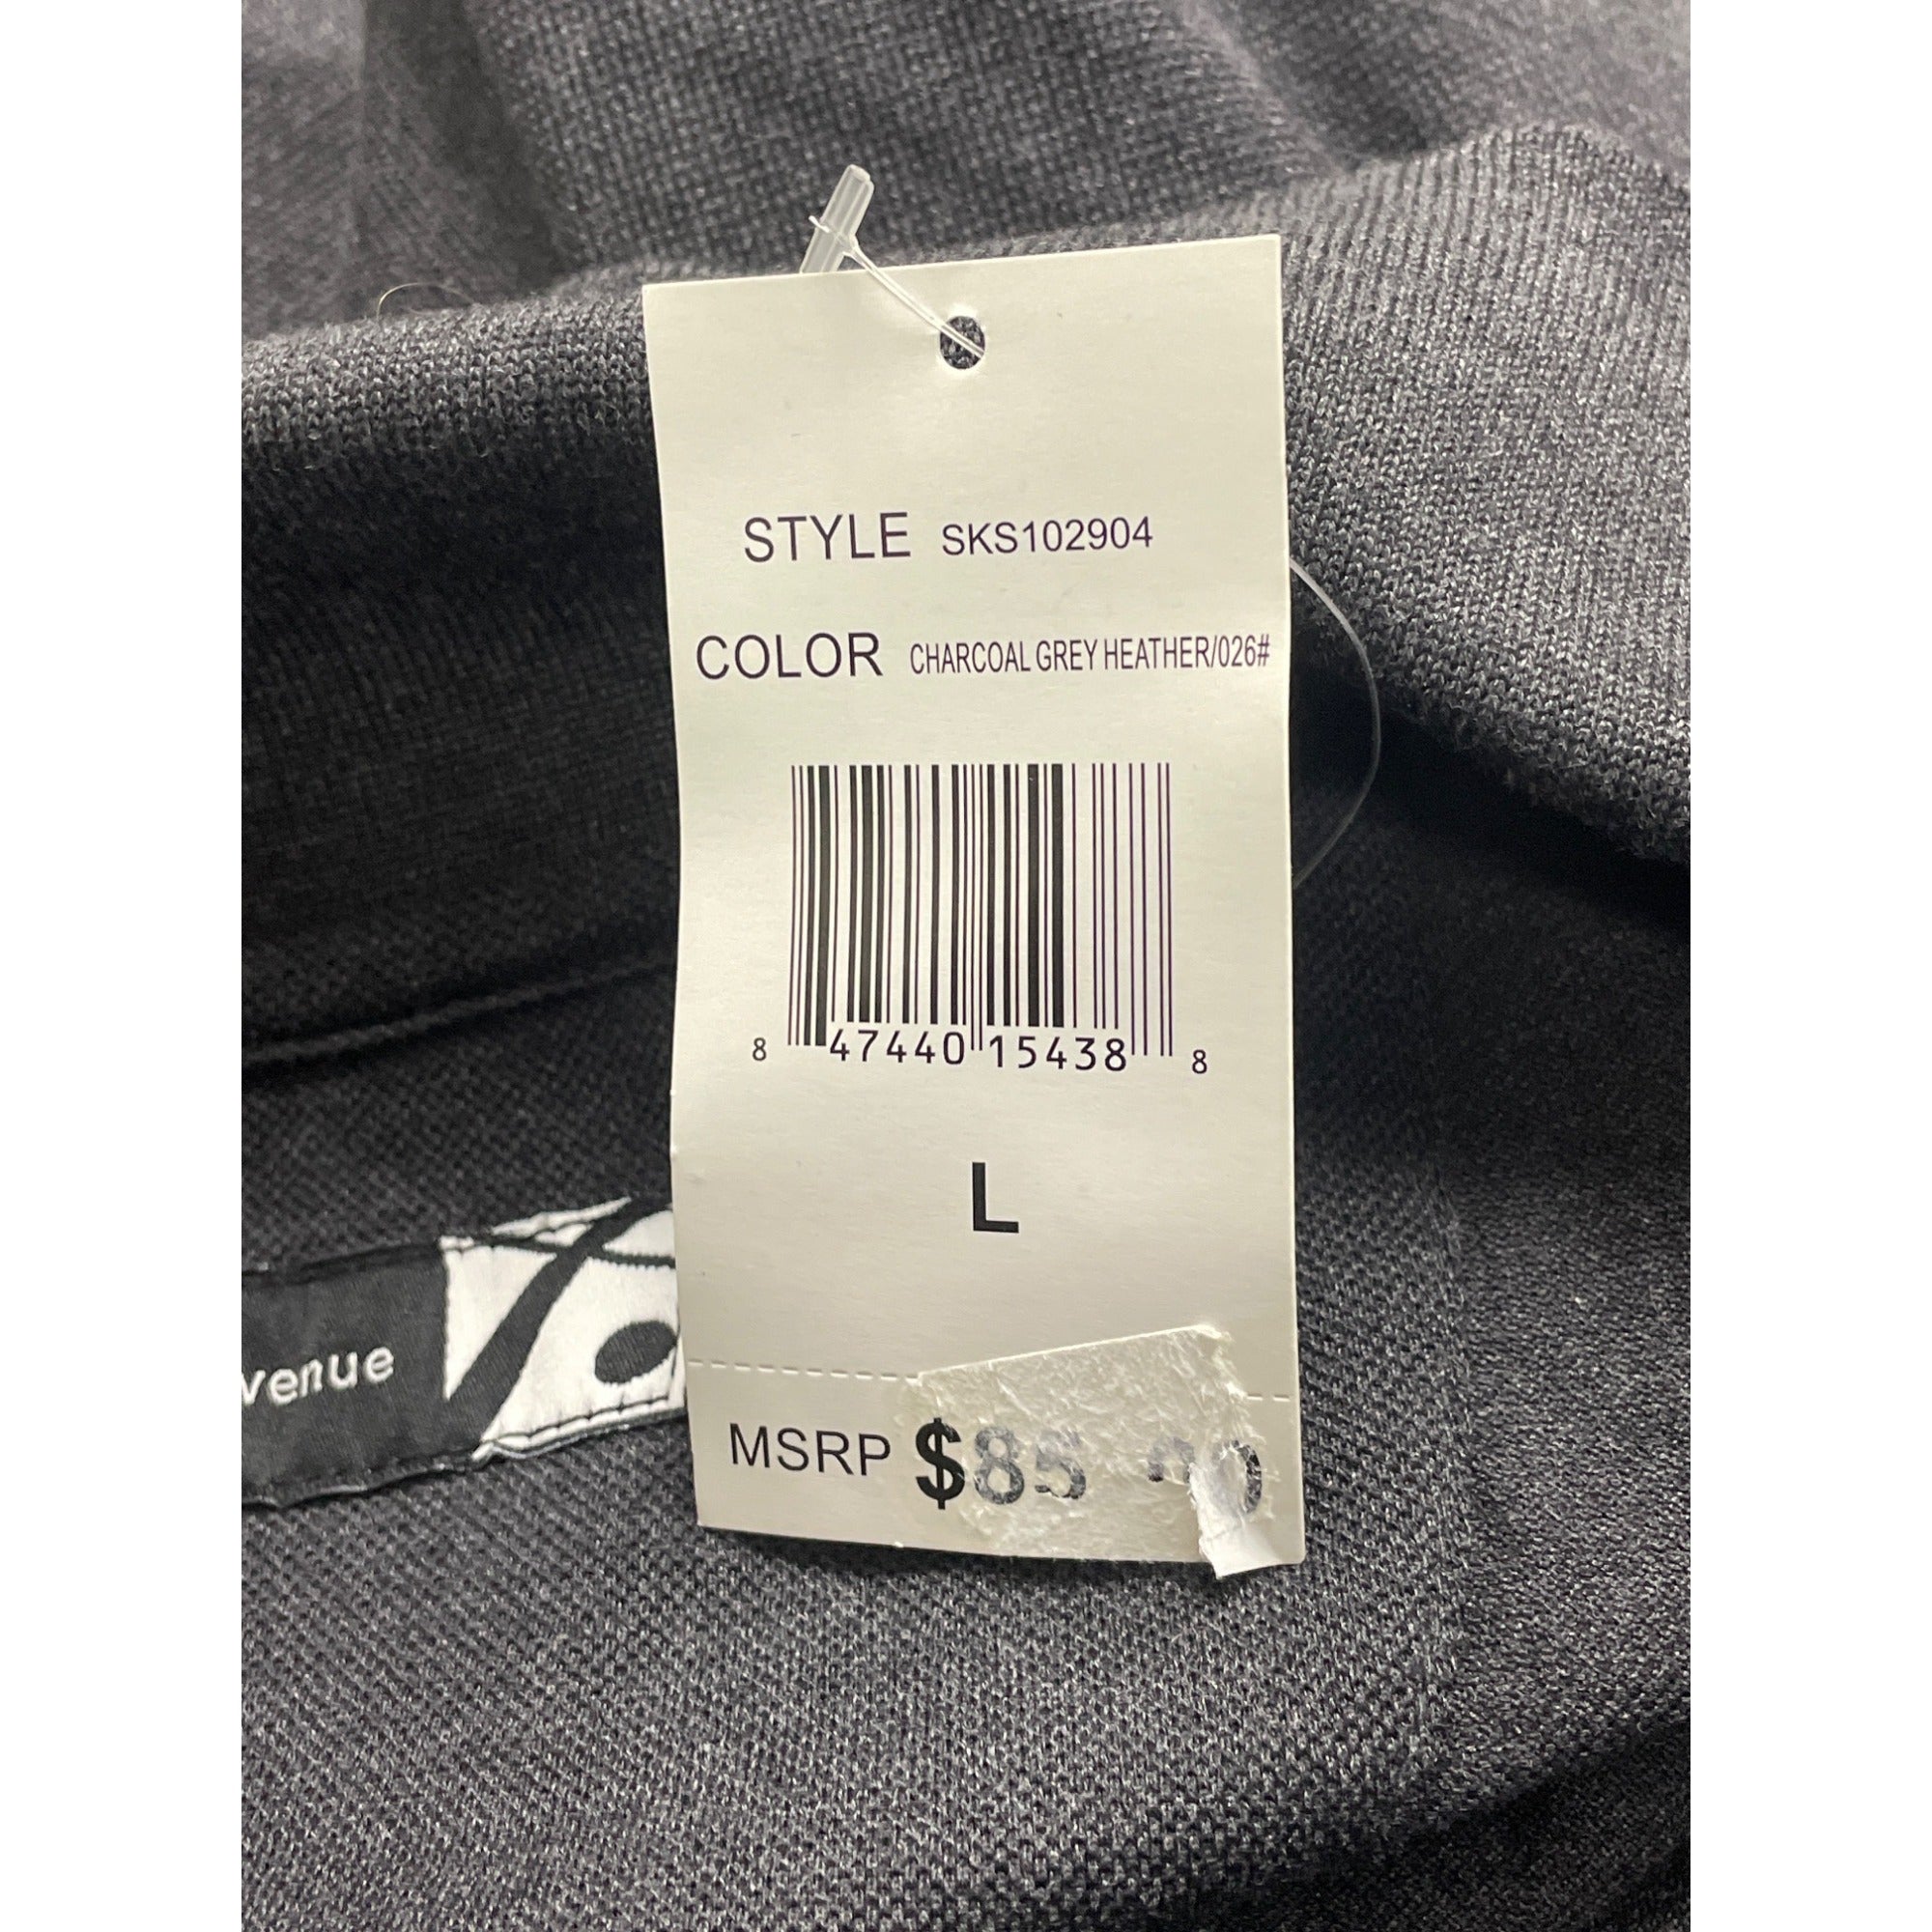 STYLE SKS102904
COLOR CHARCOAL GREY HEATHER/026#
8 47440 15438 8
L
venue
MSRP $85